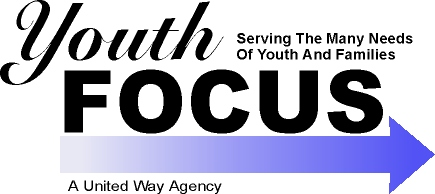 Youth
Serving The Many Needs
Of Youth And Families
FOCUS
A United Way Agency